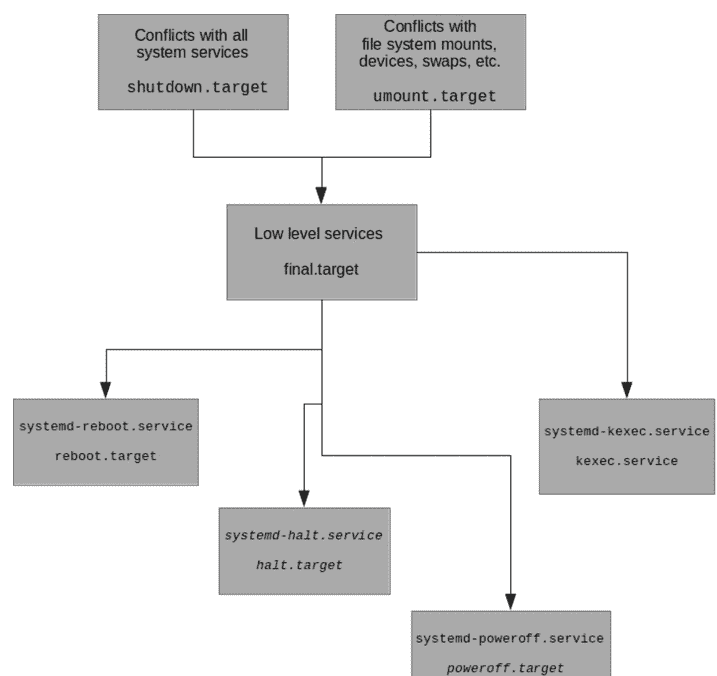 Conflicts with all
system services
shutdown.target
Conflicts with
file system mounts,
devices, swaps, etc.
umount.target
Low level services
final.target
systemd-reboot.service
reboot.target
systemd-kexec.service
kexec.service
systemd-halt.service
halt.target
systemd-poweroff.service
poweroff.target